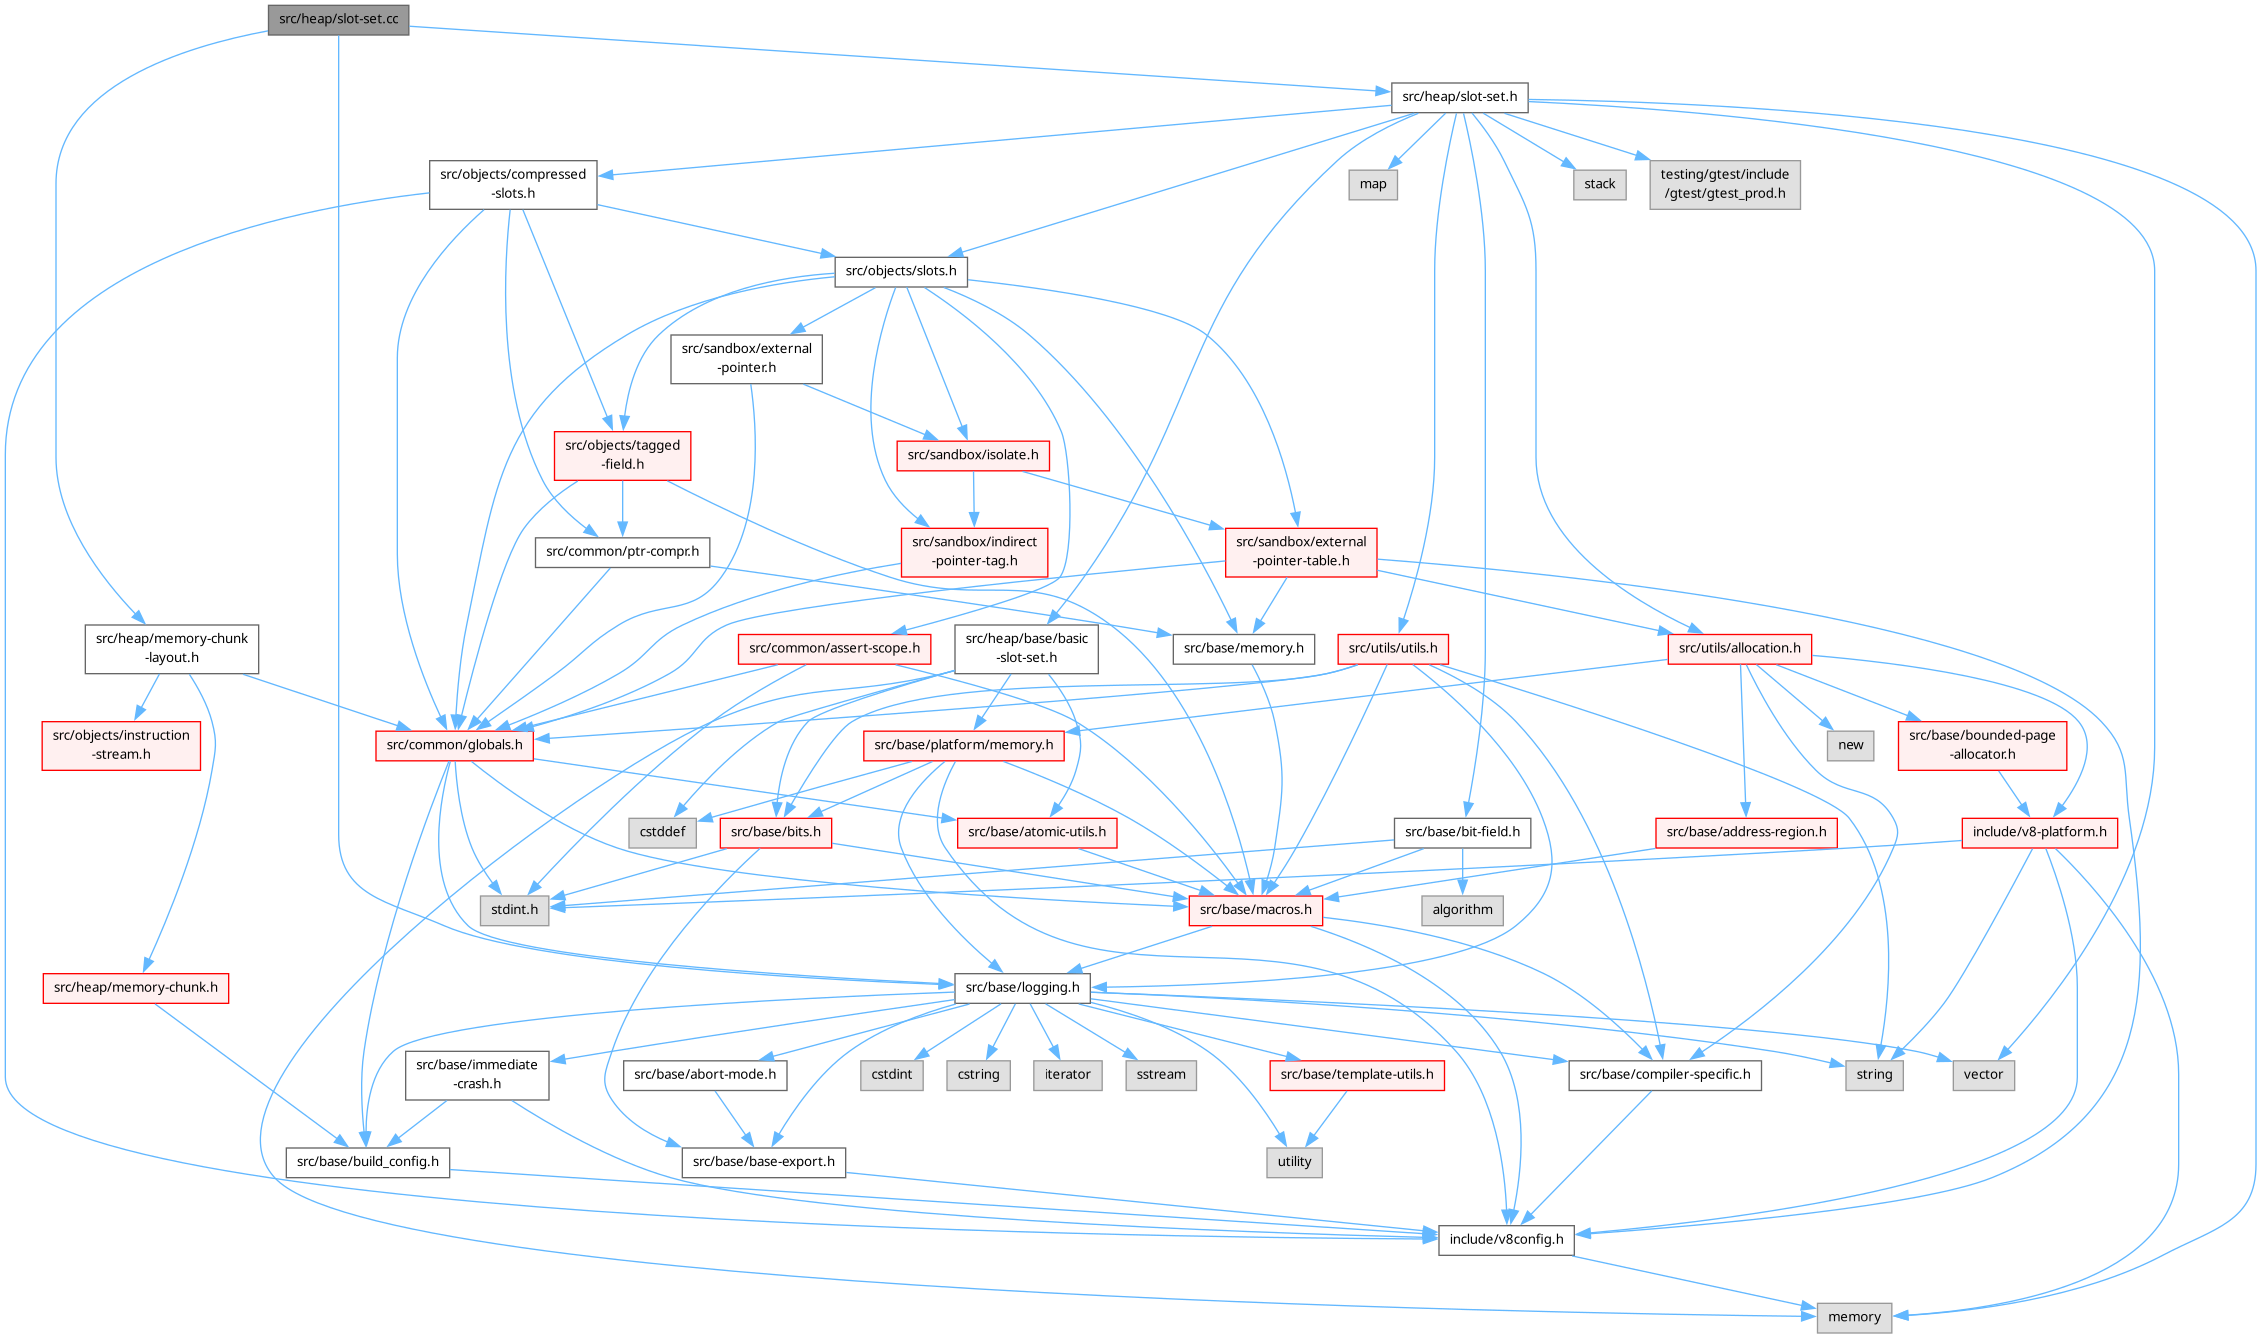 src/heap/slot-set.cc
src/heap/slot-set.h
src/objects/compressed
-slots.h
map
stack
testing/gtest/include
/gtest/gtest_prod.h
src/objects/slots.h
src/sandbox/external
-pointer.h
src/objects/tagged
-field.h
src/sandbox/isolate.h
src/common/ptr-compr.h
src/sandbox/indirect
-pointer-tag.h
src/sandbox/external
-pointer-table.h
src/heap/memory-chunk
-layout.h
src/common/assert-scope.h
src/heap/base/basic
-slot-set.h
src/base/memory.h
src/utils/utils.h
src/utils/allocation.h
src/objects/instruction
-stream.h
src/common/globals.h
src/base/platform/memory.h
new
src/base/bounded-page
-allocator.h
cstddef
src/base/bits.h
src/base/atomic-utils.h
src/base/bit-field.h
src/base/address-region.h
include/v8-platform.h
stdint.h
src/base/macros.h
algorithm
src/heap/memory-chunk.h
src/base/logging.h
src/base/immediate
-crash.h
src/base/abort-mode.h
cstdint
cstring
iterator
sstream
src/base/template-utils.h
src/base/compiler-specific.h
string
vector
src/base/build_config.h
src/base/base-export.h
utility
include/v8config.h
memory